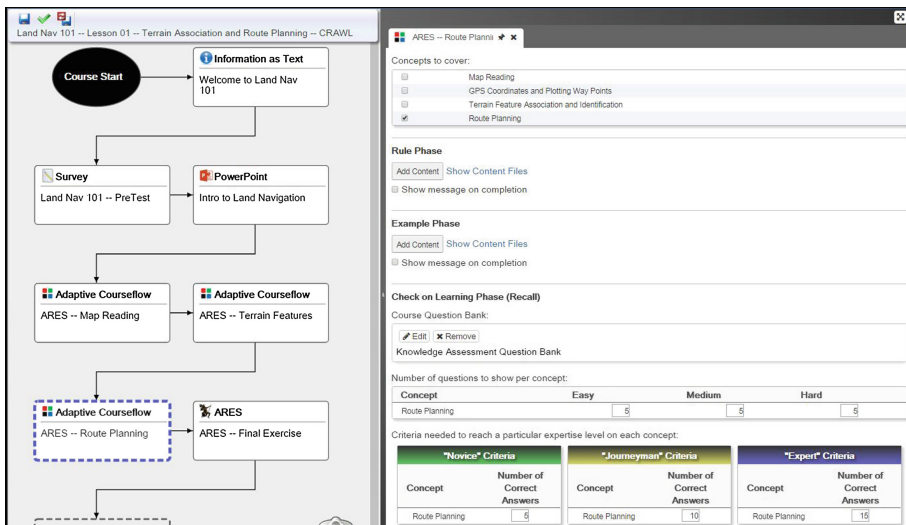 Land Nav 101 -- Lesson 01 -- Terrain Association and Route Planning -- CRAWL
Course Start
Information as Text
Welcome to Land Nav
101
Survey
Land Nav 101 -- PreTest
PowerPoint
Intro to Land Navigation
Adaptive Courseflow
ARES -- Map Reading
Adaptive Courseflow
ARES -- Terrain Features
Adaptive Courseflow
ARES -- Route Planning
ARES
ARES -- Final Exercise
ARES -- Route Planni
Concepts to cover:
Map Reading
GPS Coordinates and Plotting Way Points
Terrain Feature Association and Identification
Route Planning
Rule Phase
Add Content Show Content Files
Show message on completion
Example Phase
Add Content Show Content Files
Show message on completion
Check on Learning Phase (Recall)
Course Question Bank:
Edit Remove
Knowledge Assessment Question Bank
Number of questions to show per concept:
Concept Easy Medium Hard
Route Planning 5 5 5
Criteria needed to reach a particular expertise level on each concept:
"Novice" Criteria "Journeyman" Criteria "Expert" Criteria
Concept Number of Correct Answers Concept Number of Correct Answers Concept Number of Correct Answers
Route Planning 5 Route Planning 10 Route Planning 15